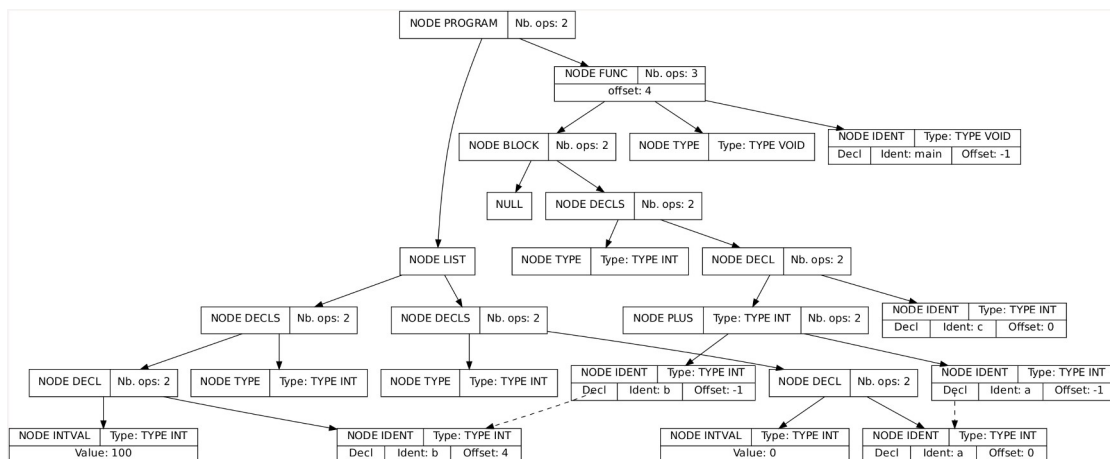 NODE PROGRAM Nb. ops: 2
NODE FUNC Nb. ops: 3
offset: 4
NODE BLOCK Nb. ops: 2
NODE TYPE Type: TYPE VOID
NODE IDENT Type: TYPE VOID
Decl Ident: main Offset: -1
NULL
NODE DECLS Nb. ops: 2
NODE LIST
NODE TYPE Type: TYPE INT
NODE DECL Nb. ops: 2
NODE DECLS Nb. ops: 2
NODE DECLS Nb. ops: 2
NODE PLUS Type: TYPE INT Nb. ops: 2
NODE IDENT Type: TYPE INT
Decl Ident: c Offset: 0
NODE DECL Nb. ops: 2
NODE TYPE Type: TYPE INT
NODE TYPE Type: TYPE INT
NODE IDENT Type: TYPE INT
Decl Ident: b Offset: -1
NODE DECL Nb. ops: 2
NODE IDENT Type: TYPE INT
Decl Ident: a Offset: -1
NODE INTVAL Type: TYPE INT
Value: 100
NODE IDENT Type: TYPE INT
Decl Ident: b Offset: 4
NODE INTVAL Type: TYPE INT
Value: 0
NODE IDENT Type: TYPE INT
Decl Ident: a Offset: 0